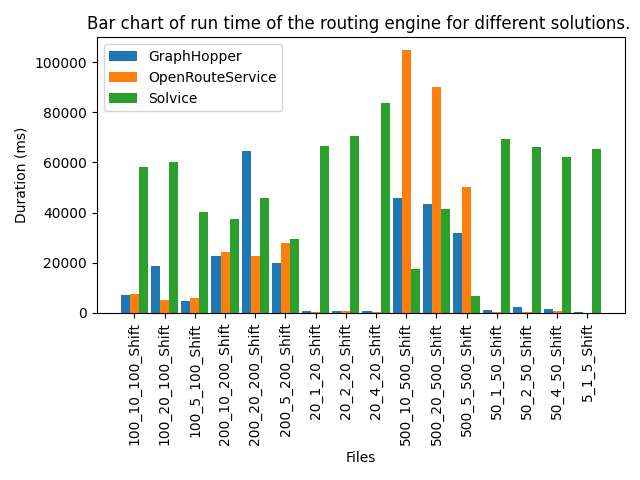 Bar chart of run time of the routing engine for different solutions.
GraphHopper
OpenRouteService
Solvice
Duration (ms)
100000
80000
60000
40000
20000
0
100_10_100_Shift
100_20_100_Shift
100_5_100_Shift
200_10_200_Shift
200_20_200_Shift
200_5_200_Shift
20_1_20_Shift
20_2_20_Shift
20_4_20_Shift
500_10_500_Shift
500_20_500_Shift
500_5_500_Shift
50_1_50_Shift
50_2_50_Shift
50_4_50_Shift
5_1_5_Shift
Files